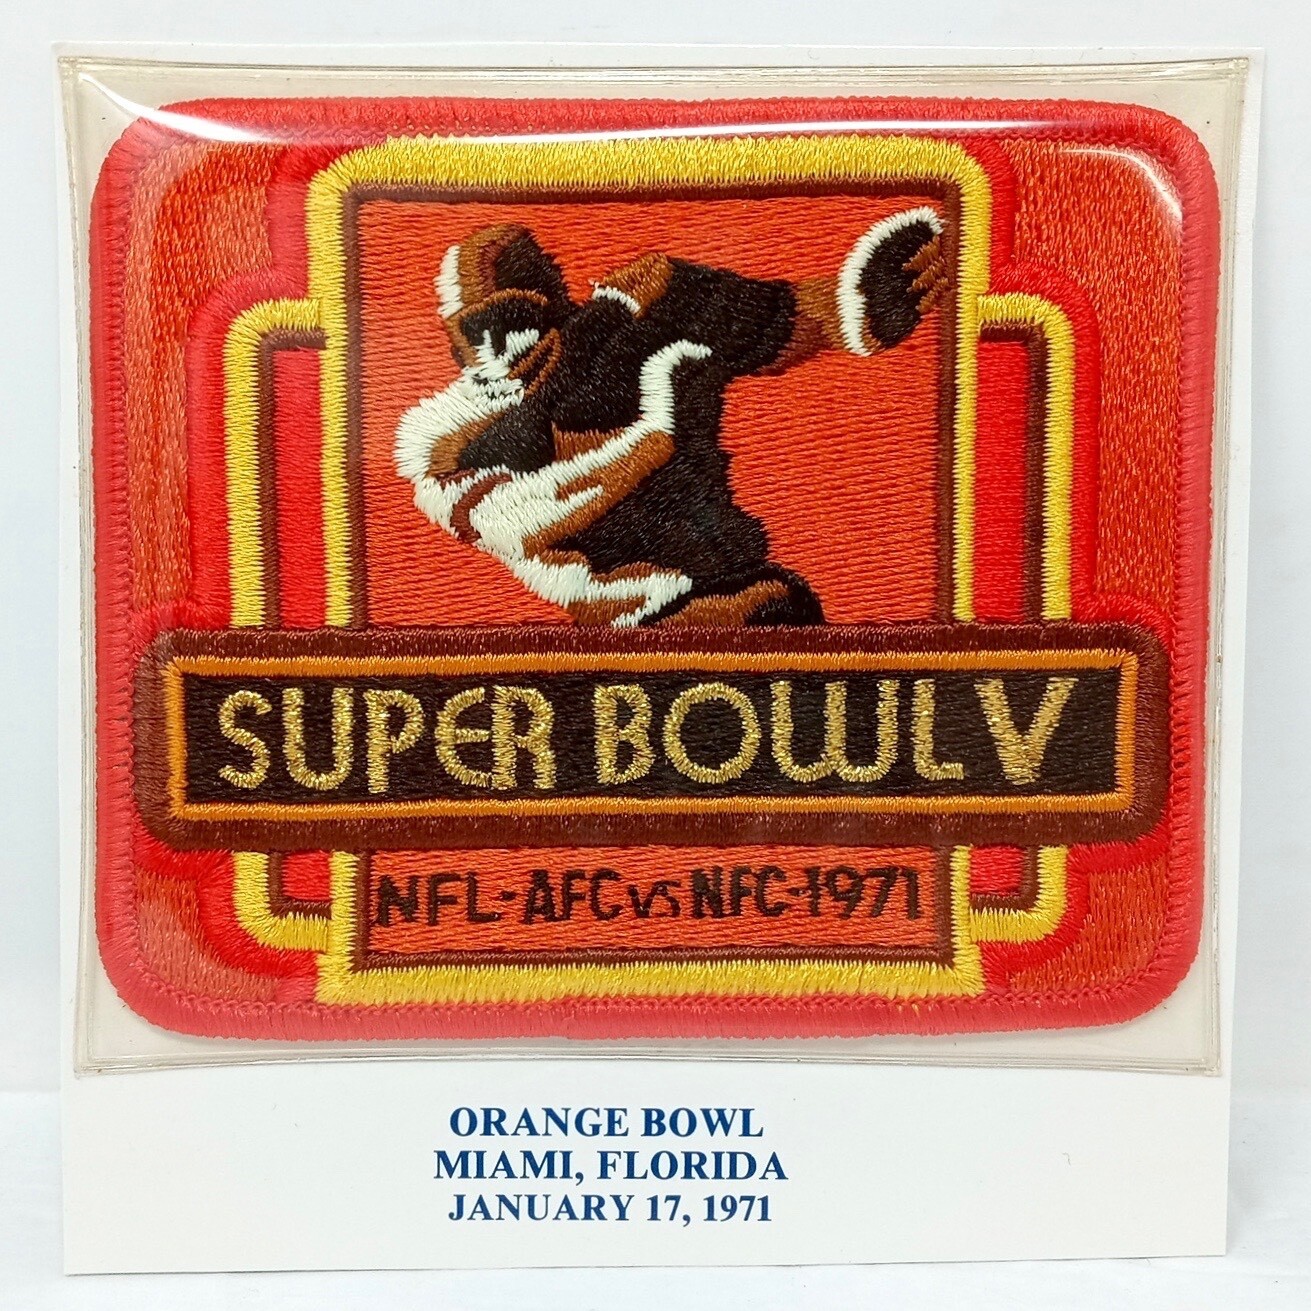 SUPER BOWL V
NFL-AFC vs NFC-1971
ORANGE BOWL
MIAMI, FLORIDA
JANUARY 17, 1971